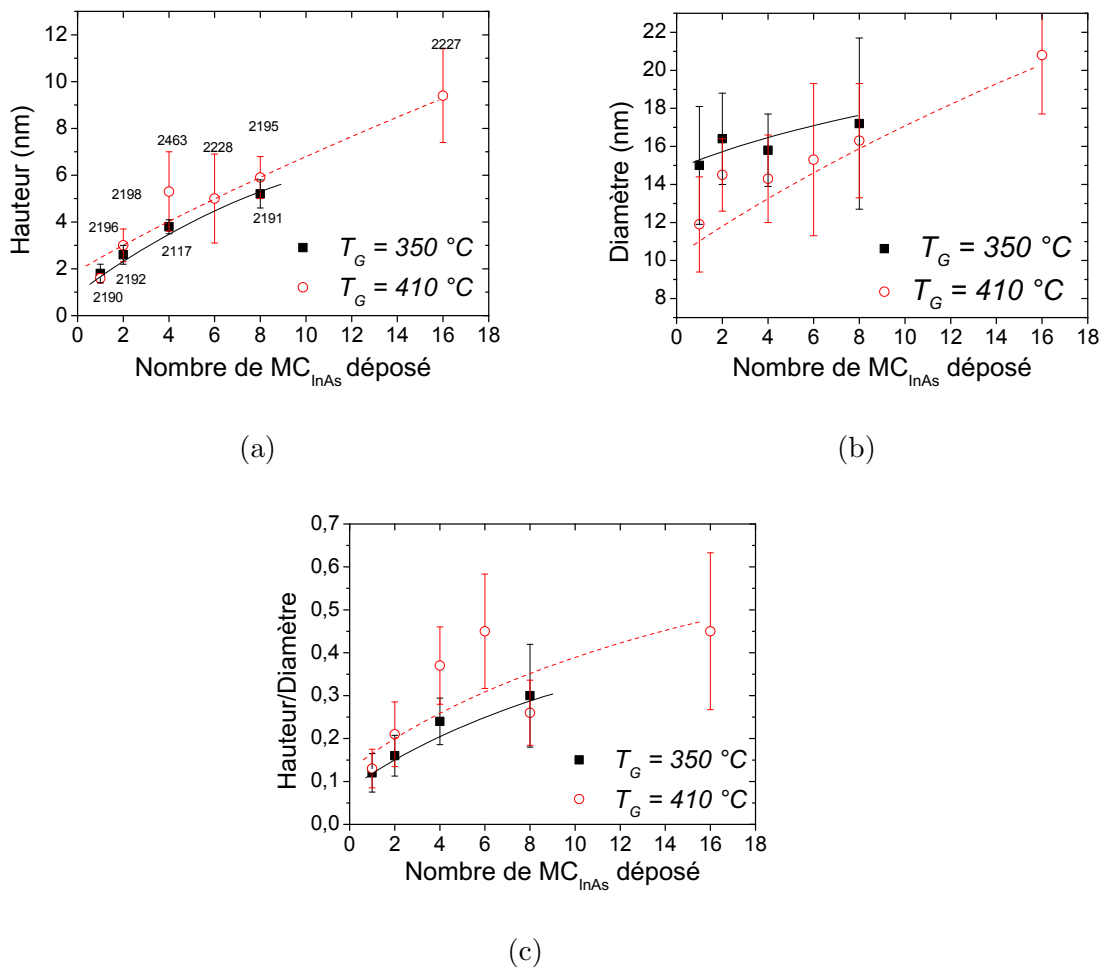 12
10
8
6
4
2
0
Hauteur (nm)
2227
2463
2195
2228
2198
2196
2191
2117
2192
2190
T_G = 350 °C
T_G = 410 °C
0 2 4 6 8 10 12 14 16 18
Nombre de MC_InAs déposé
(a)
22
20
18
16
14
12
10
8
Diamètre (nm)
T_G = 350 °C
T_G = 410 °C
0 2 4 6 8 10 12 14 16 18
Nombre de MC_InAs déposé
(b)
0,7
0,6
0,5
0,4
0,3
0,2
0,1
0,0
Hauteur/Diamètre
T_G = 350 °C
T_G = 410 °C
0 2 4 6 8 10 12 14 16 18
Nombre de MC_InAs déposé
(c)